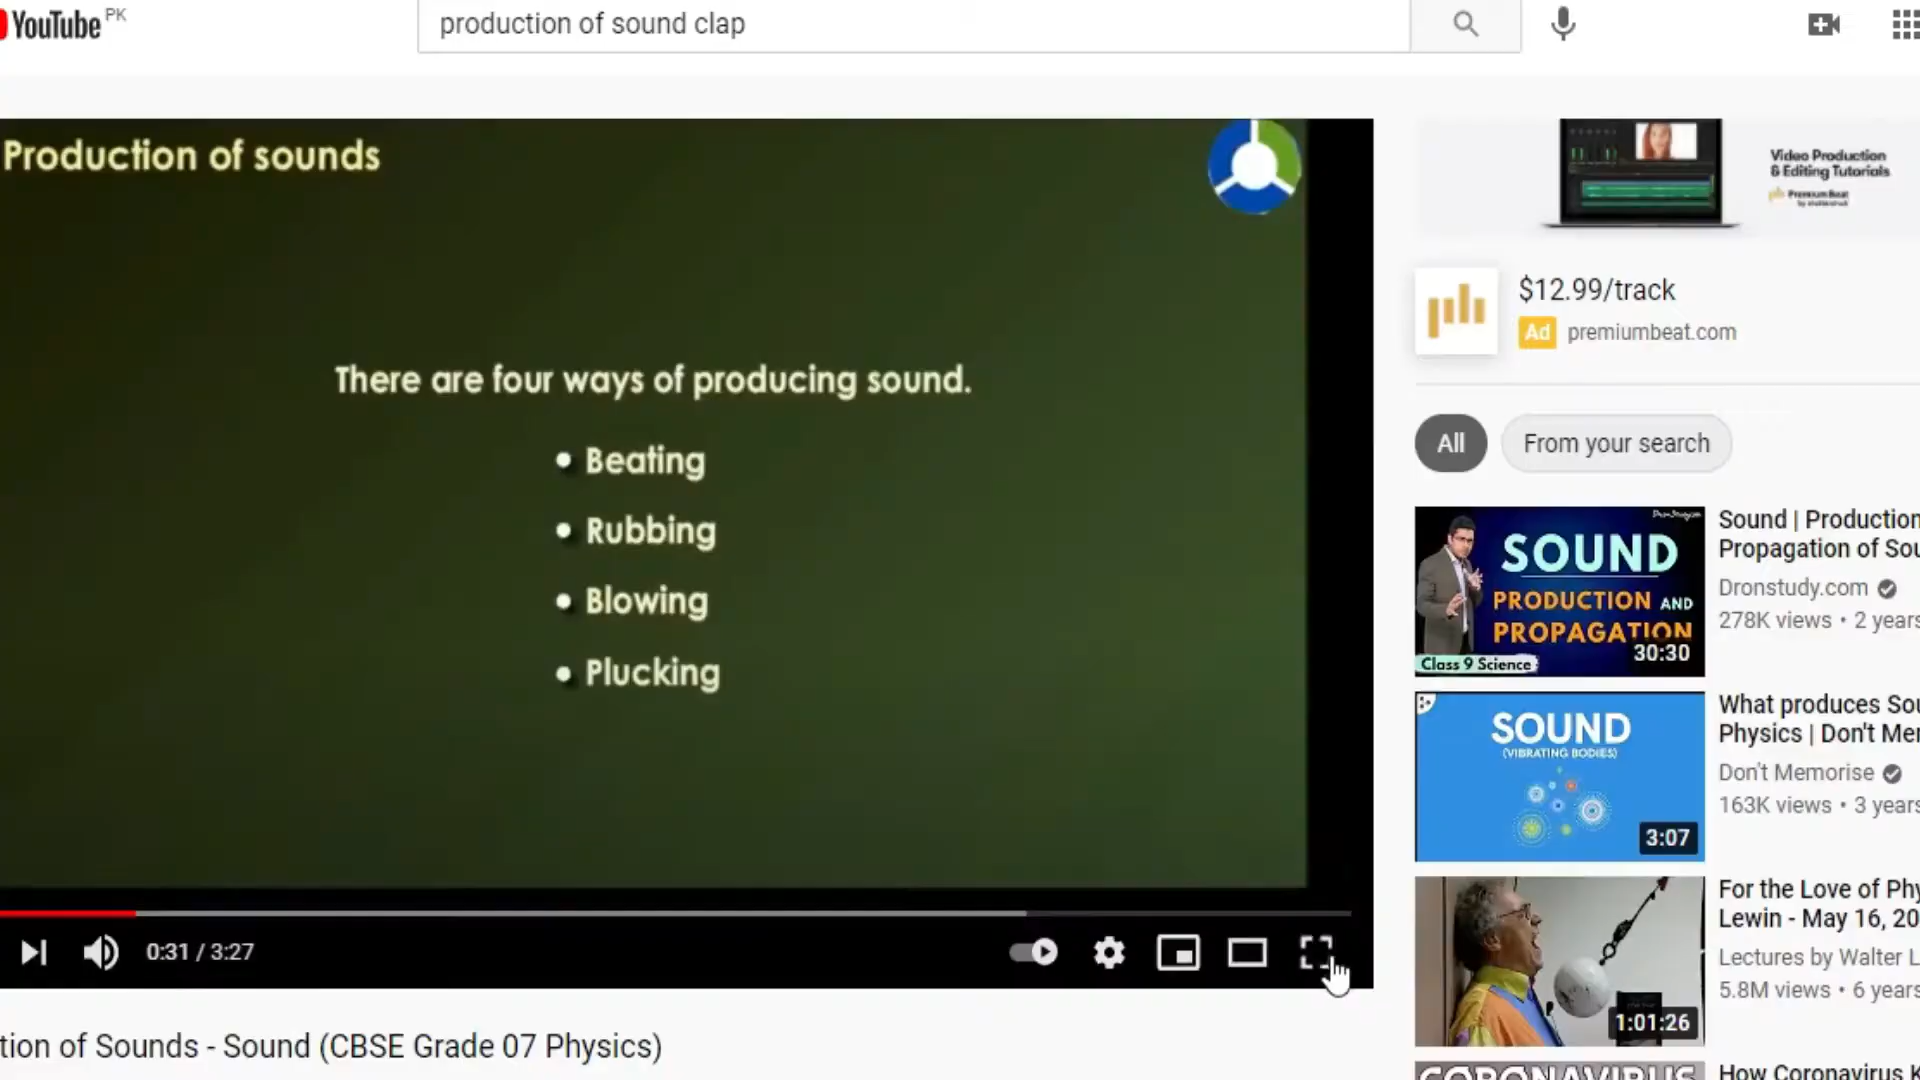 YouTube PK
production of sound clap
Production of sounds
There are four ways of producing sound.
• Beating
• Rubbing
• Blowing
• Plucking
0:31 / 3:27
tion of Sounds - Sound (CBSE Grade 07 Physics)
Video Production
& Editing Tutorials
PremiumBeat
by shutterstock
$12.99/track
Ad premiumbeat.com
All
From your search
SOUND
PRODUCTION AND
PROPAGATION
Class 9 Science
30:30
Sound | Production
Propagation of Sou
Dronstudy.com
278K views • 2 years
SOUND
(VIBRATING BODIES)
3:07
What produces Sou
Physics | Don't Mem
Don't Memorise
163K views • 3 years
1:01:26
For the Love of Phy
Lewin - May 16, 20
Lectures by Walter L
5.8M views • 6 years
CORONAVIRUS
How Coronavirus K